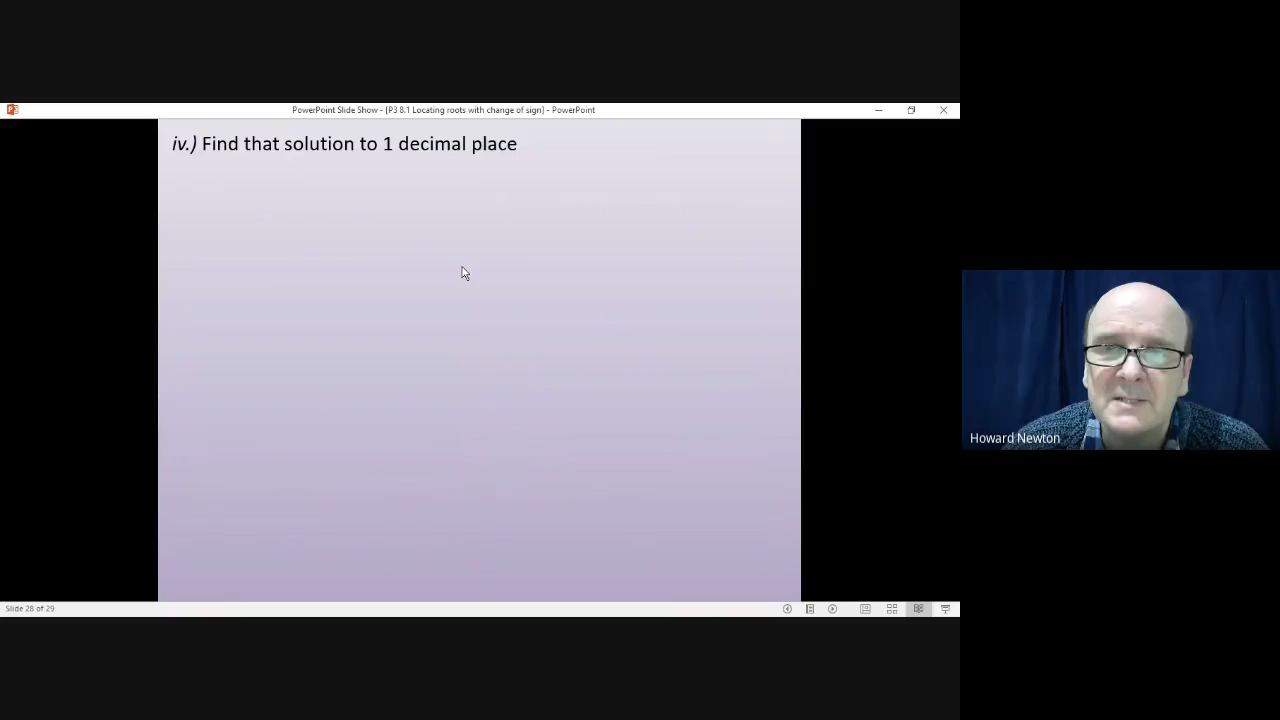 PowerPoint Slide Show - [P3 8.1 Locating roots with change of sign] - PowerPoint
iv.) Find that solution to 1 decimal place
Howard Newton
Slide 28 of 29